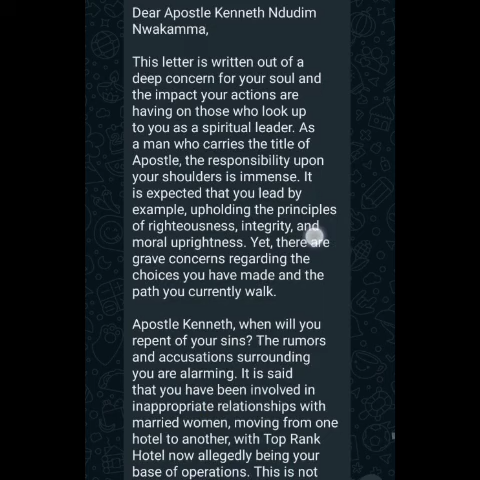 Dear Apostle Kenneth Ndudim
Nwakamma,
This letter is written out of a
deep concern for your soul and
the impact your actions are
having on those who look up
to you as a spiritual leader. As
a man who carries the title of
Apostle, the responsibility upon
your shoulders is immense. It
is expected that you lead by
example, upholding the principles
of righteousness, integrity, and
moral uprightness. Yet, there are
grave concerns regarding the
choices you have made and the
path you currently walk.
Apostle Kenneth, when will you
repent of your sins? The rumors
and accusations surrounding
you are alarming. It is said
that you have been involved in
inappropriate relationships with
married women, moving from one
hotel to another, with Top Rank
Hotel now allegedly being your
base of operations. This is not